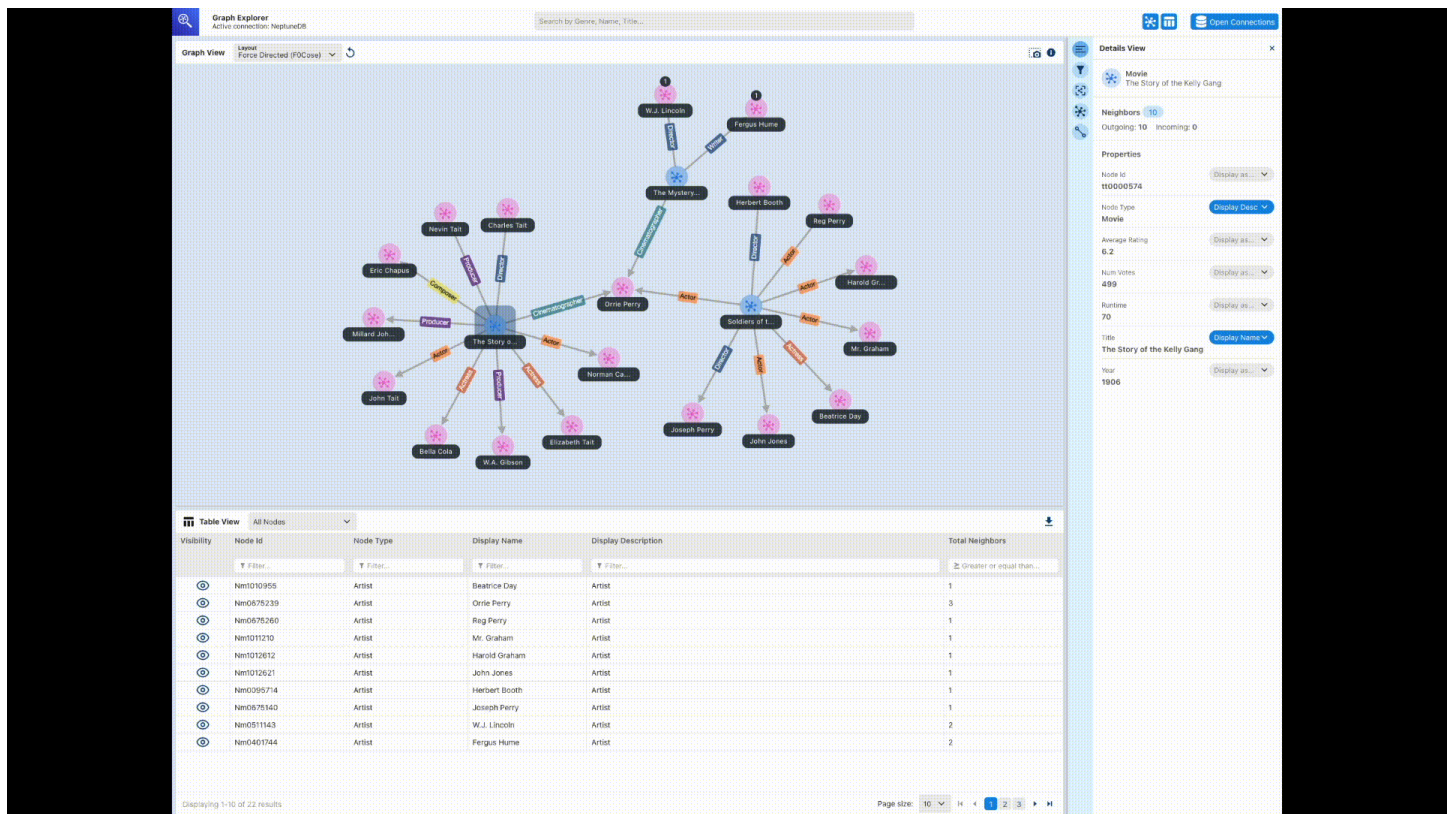 Graph Explorer
Active connection: NeptuneDB
Search by Genre, Name, Title...
Open Connections
Graph View
Layout
Force Directed (F0Cose)
1
W.J. Lincoln
1
Fergus Hume
Director
Writer
The Mystery...
Cinematographer
Herbert Booth
Reg Perry
Nevin Tait
Charles Tait
Director
Actor
Eric Chapus
Producer
Director
Harold Gr...
Composer
Actor
Orrie Perry
Actor
Cinematographer
Soldiers of t...
Actor
Millard Joh...
Producer
The Story o...
Actor
Mr. Graham
Actor
Norman Ca...
Director
Actor
Actress
John Tait
Actress
Producer
Actress
Joseph Perry
John Jones
Beatrice Day
Bella Cola
W.A. Gibson
Elizabeth Tait
Details View
Movie
The Story of the Kelly Gang
Neighbors 10
Outgoing: 10 Incoming: 0
Properties
Node Id
Display as...
tt0000574
Node Type
Display Desc
Movie
Average Rating
Display as...
6.2
Num Votes
Display as...
499
Runtime
Display as...
70
Title
Display Name
The Story of the Kelly Gang
Year
Display as...
1906
Table View All Nodes
Visibility Node Id Node Type Display Name Display Description Total Neighbors
Filter... Filter... Filter... Filter... Greater or equal than...
Nm1010955 Artist Beatrice Day Artist 1
Nm0675239 Artist Orrie Perry Artist 3
Nm0675260 Artist Reg Perry Artist 1
Nm1011210 Artist Mr. Graham Artist 1
Nm1012612 Artist Harold Graham Artist 1
Nm1012621 Artist John Jones Artist 1
Nm0095714 Artist Herbert Booth Artist 1
Nm0675140 Artist Joseph Perry Artist 1
Nm0511143 Artist W.J. Lincoln Artist 2
Nm0401744 Artist Fergus Hume Artist 2
Displaying 1-10 of 22 results
Page size: 10 1 2 3